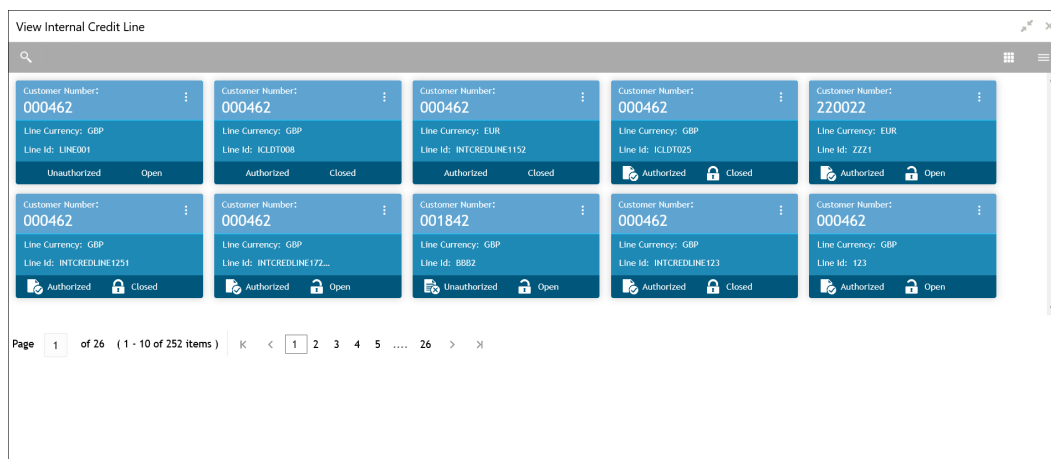 View Internal Credit Line
Customer Number: Customer Number: Customer Number: Customer Number: Customer Number:
000462 000462 000462 000462 220022
Line Currency: GBP Line Currency: GBP Line Currency: EUR Line Currency: GBP Line Currency: EUR
Line Id: LINE001 Line Id: ICLDT008 Line Id: INTCREDLINE1152 Line Id: ICLDT025 Line Id: ZZZ1
Unauthorized Open Authorized Closed Authorized Closed Authorized Closed Authorized Open
Customer Number: Customer Number: Customer Number: Customer Number: Customer Number:
000462 000462 001842 000462 000462
Line Currency: GBP Line Currency: GBP Line Currency: GBP Line Currency: GBP Line Currency: GBP
Line Id: INTCREDLINE1251 Line Id: INTCREDLINE172... Line Id: BBB2 Line Id: INTCREDLINE123 Line Id: 123
Authorized Closed Authorized Open Unauthorized Open Authorized Closed Authorized Open
Page 1 of 26 ( 1 - 10 of 252 items ) 1 2 3 4 5 .... 26